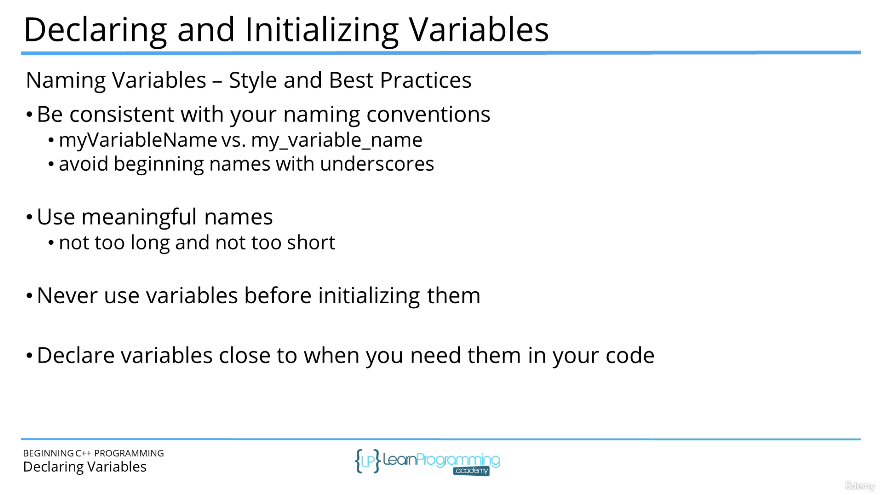 Declaring and Initializing Variables
Naming Variables – Style and Best Practices
• Be consistent with your naming conventions
• myVariableName vs. my_variable_name
• avoid beginning names with underscores
• Use meaningful names
• not too long and not too short
• Never use variables before initializing them
• Declare variables close to when you need them in your code
BEGINNING C++ PROGRAMMING
Declaring Variables
{LP} LearnProgramming
academy
Udemy